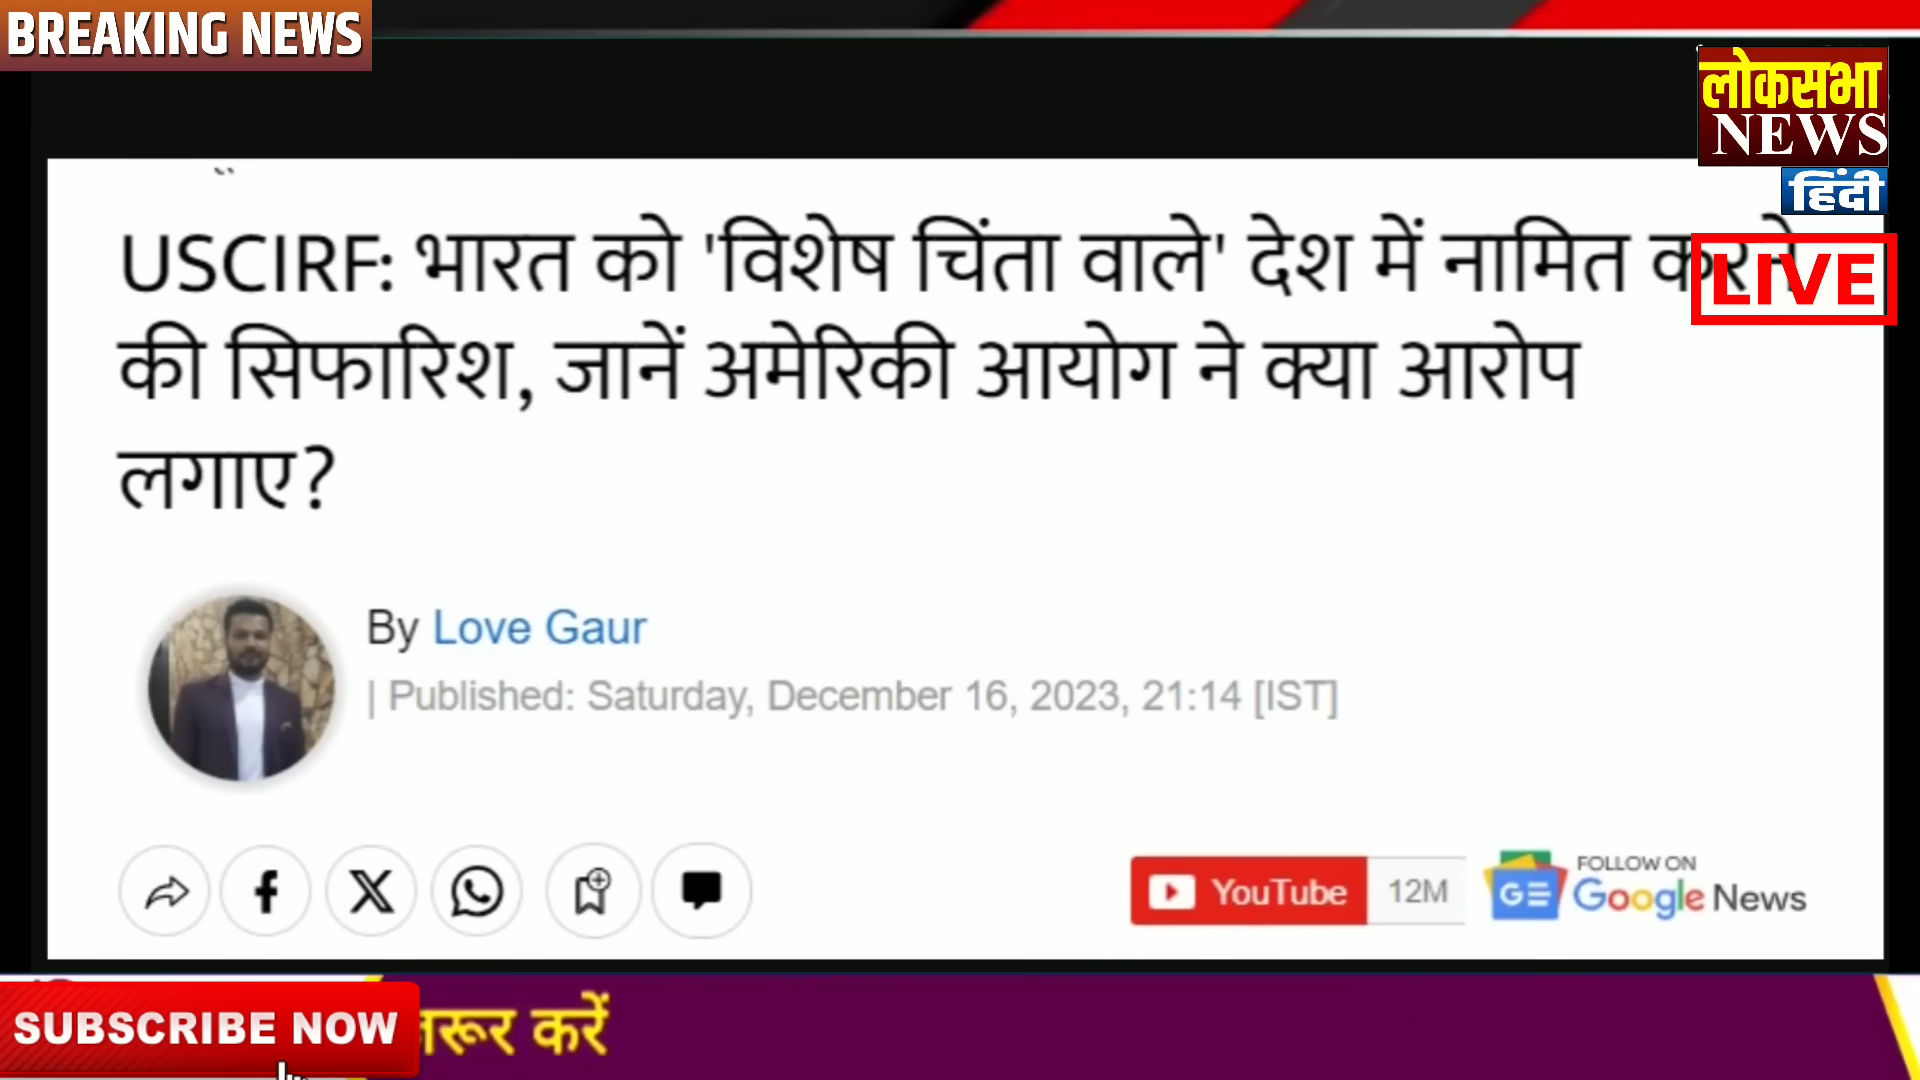 BREAKING NEWS
लोकसभा
NEWS
हिंदी
LIVE
USCIRF: भारत को 'विशेष चिंता वाले' देश में नामित
की सिफारिश, जानें अमेरिकी आयोग ने क्या आरोप
लगाए?
By Love Gaur
| Published: Saturday, December 16, 2023, 21:14 [IST]
YouTube 12M
FOLLOW ON
GE Google News
SUBSCRIBE NOW
करें